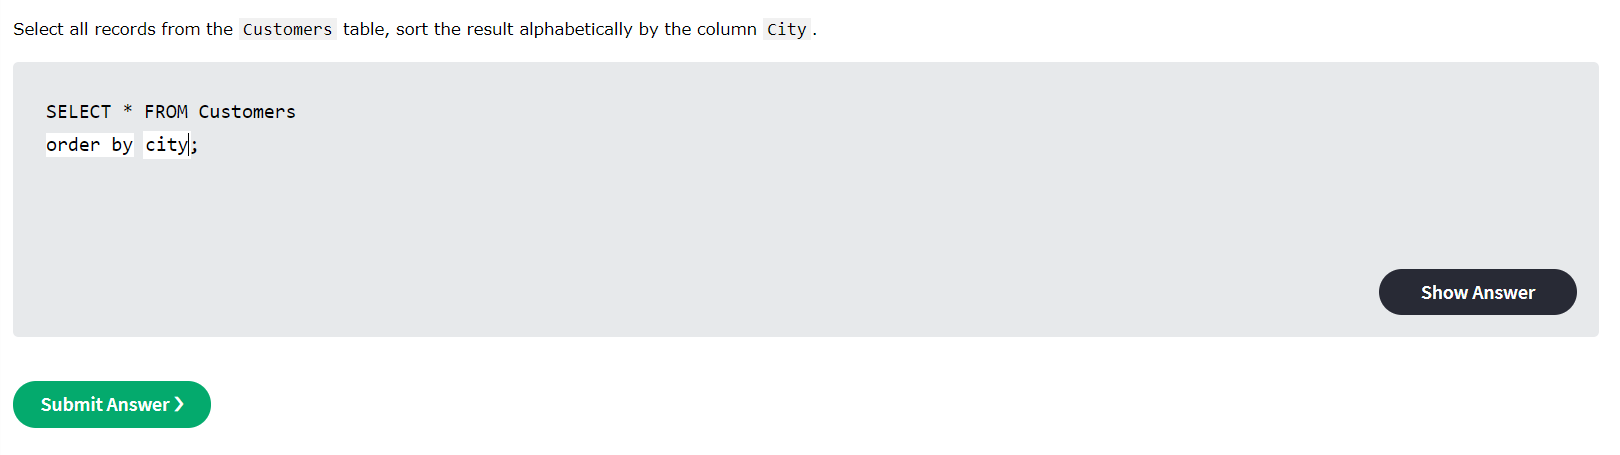 Select all records from the Customers table, sort the result alphabetically by the column City.
SELECT * FROM Customers
order by city;
Show Answer
Submit Answer ❯